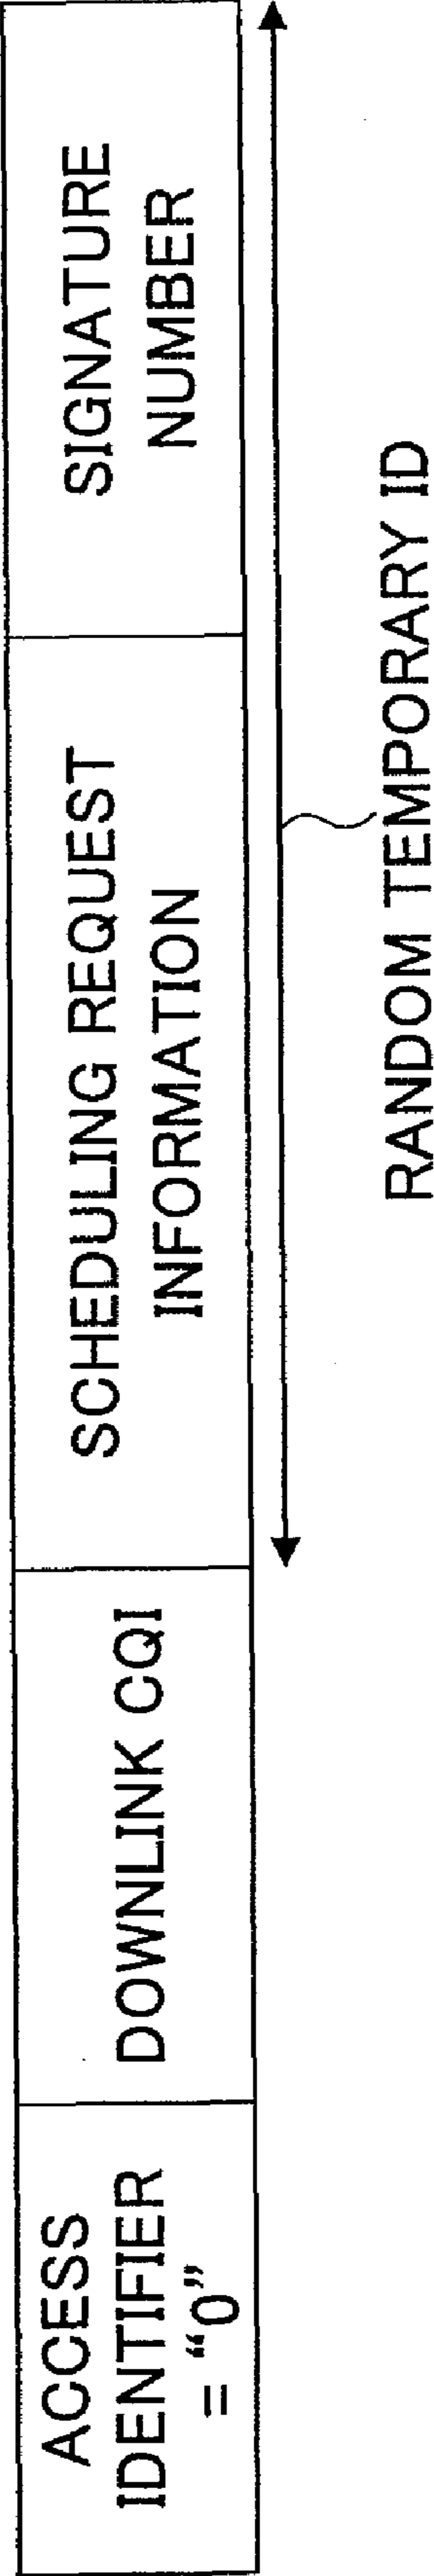 ACCESS
IDENTIFIER
= "0"
DOWNLINK CQI
SCHEDULING REQUEST
INFORMATION
SIGNATURE
NUMBER
RANDOM TEMPORARY ID